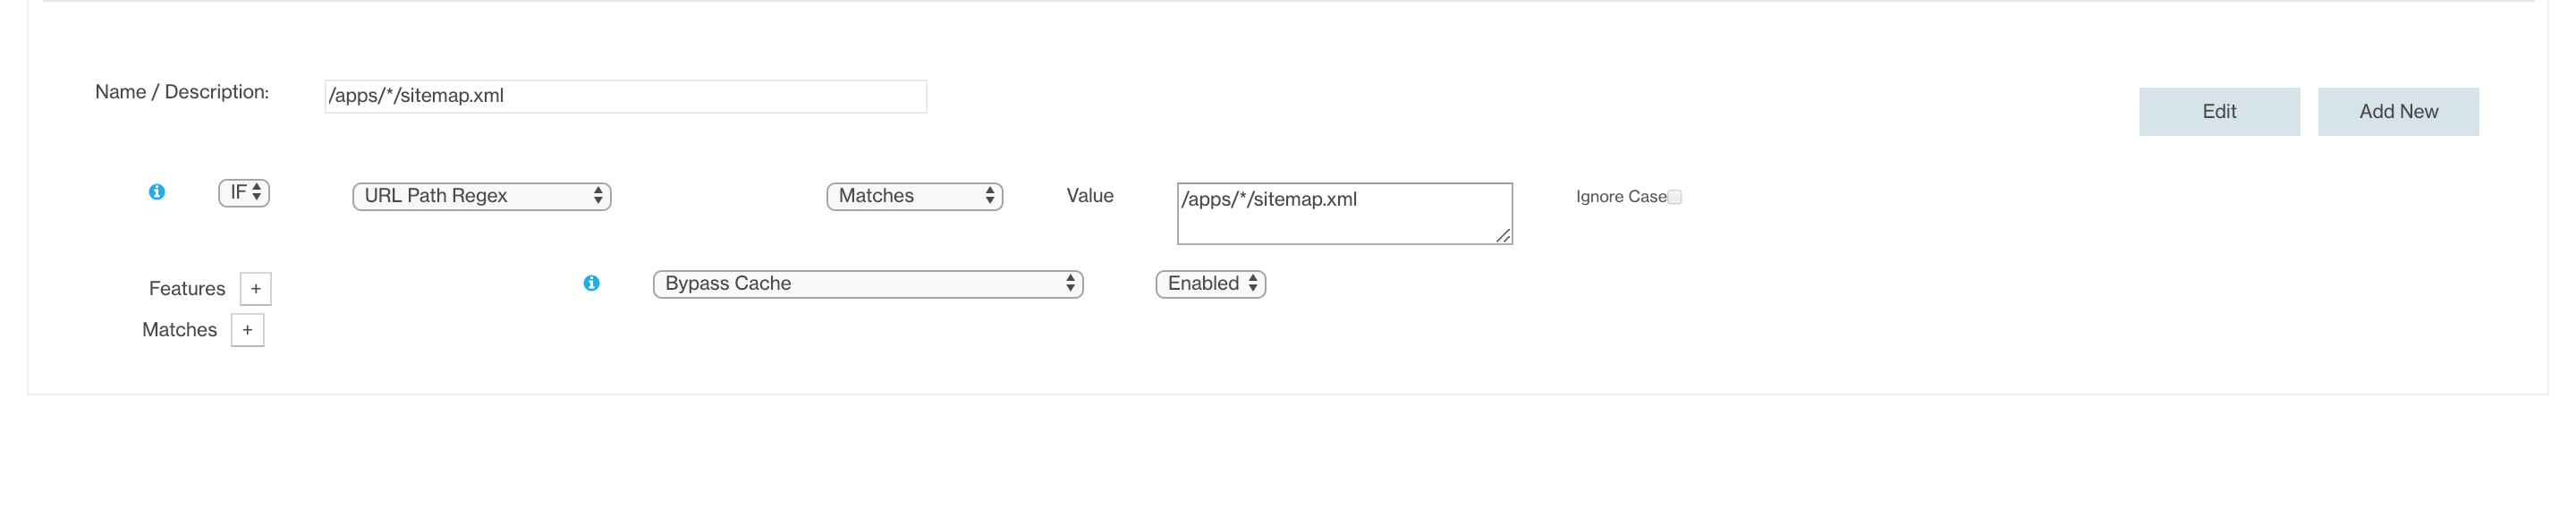 Name / Description: /apps/*/sitemap.xml
Edit Add New
IF URL Path Regex Matches Value /apps/*/sitemap.xml Ignore Case
Features + Bypass Cache Enabled
Matches +